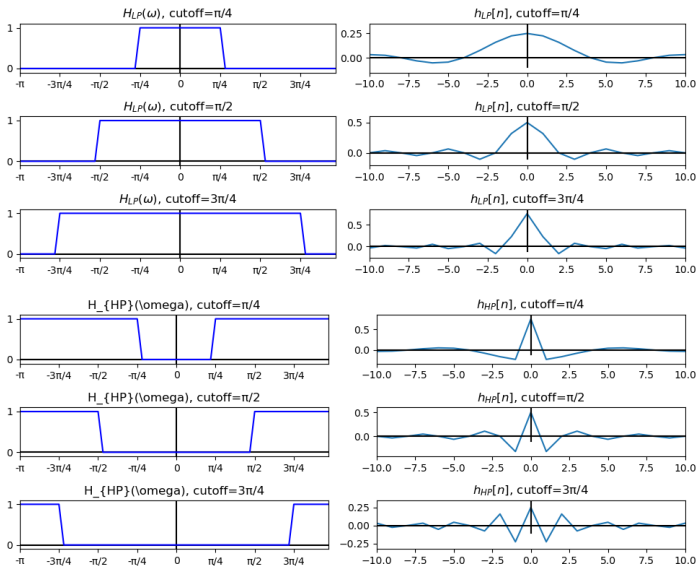 H_LP(ω), cutoff=π/4
h_LP[n], cutoff=π/4
1
0
-π -3π/4 -π/2 -π/4 0 π/4 π/2 3π/4
0.25
0.00
−10.0 −7.5 −5.0 −2.5 0.0 2.5 5.0 7.5 10.0
H_LP(ω), cutoff=π/2
h_LP[n], cutoff=π/2
1
0
-π -3π/4 -π/2 -π/4 0 π/4 π/2 3π/4
0.5
0.0
−10.0 −7.5 −5.0 −2.5 0.0 2.5 5.0 7.5 10.0
H_LP(ω), cutoff=3π/4
h_LP[n], cutoff=3π/4
1
0
-π -3π/4 -π/2 -π/4 0 π/4 π/2 3π/4
0.5
0.0
−10.0 −7.5 −5.0 −2.5 0.0 2.5 5.0 7.5 10.0
H_{HP}(\omega), cutoff=π/4
h_HP[n], cutoff=π/4
1
0
-π -3π/4 -π/2 -π/4 0 π/4 π/2 3π/4
0.5
0.0
−10.0 −7.5 −5.0 −2.5 0.0 2.5 5.0 7.5 10.0
H_{HP}(\omega), cutoff=π/2
h_HP[n], cutoff=π/2
1
0
-π -3π/4 -π/2 -π/4 0 π/4 π/2 3π/4
0.5
0.0
−10.0 −7.5 −5.0 −2.5 0.0 2.5 5.0 7.5 10.0
H_{HP}(\omega), cutoff=3π/4
h_HP[n], cutoff=3π/4
1
0
-π -3π/4 -π/2 -π/4 0 π/4 π/2 3π/4
0.25
0.00
−0.25
−10.0 −7.5 −5.0 −2.5 0.0 2.5 5.0 7.5 10.0